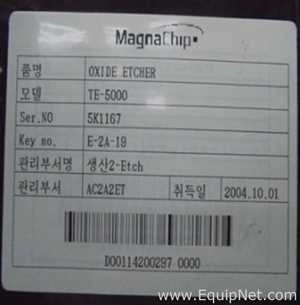 MagnaChip
품명 OXIDE ETCHER
모델 TE-5000
Ser.NO 5K1167
Key no. E-2A-19
관리부서명 생산2-Etch
관리부서 AC2A2ET 취득일 2004.10.01
D00114200297 0000
www.EquipNet.com